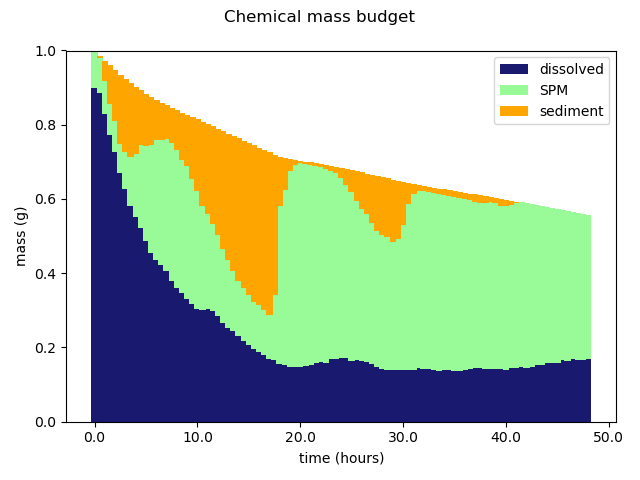 Chemical mass budget
1.0
0.8
0.6
0.4
0.2
0.0
mass (g)
dissolved
SPM
sediment
0.0 10.0 20.0 30.0 40.0 50.0
time (hours)